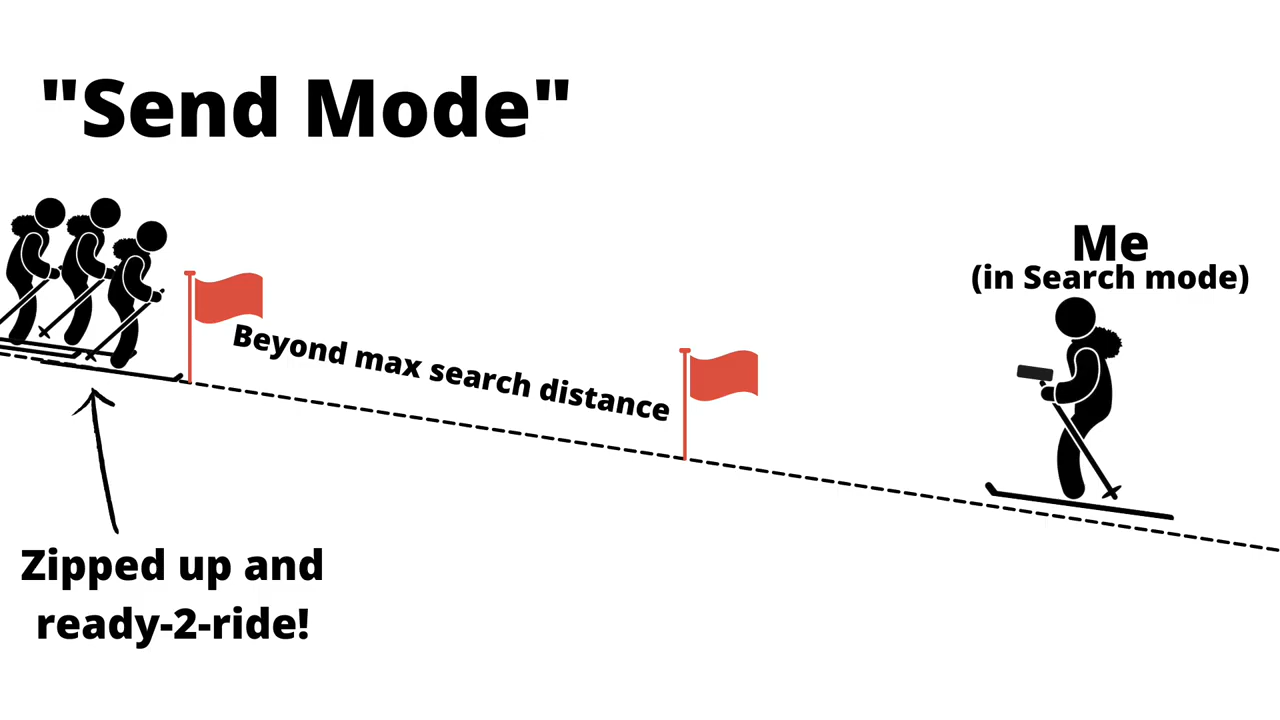 "Send Mode"
Me
(in Search mode)
Beyond max search distance
Zipped up and
ready-2-ride!